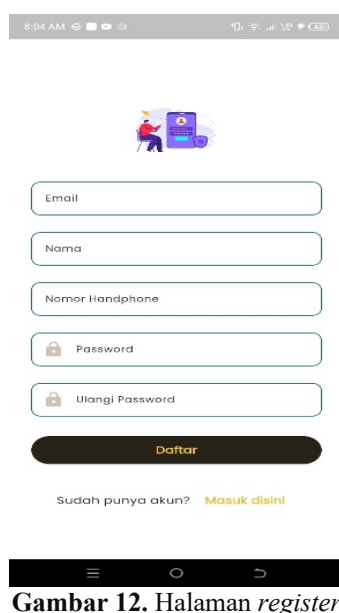 8:04 AM
Email
Nama
Nomor Handphone
Password
Ulangi Password
Daftar
Sudah punya akun? Masuk disini
Gambar 12. Halaman register